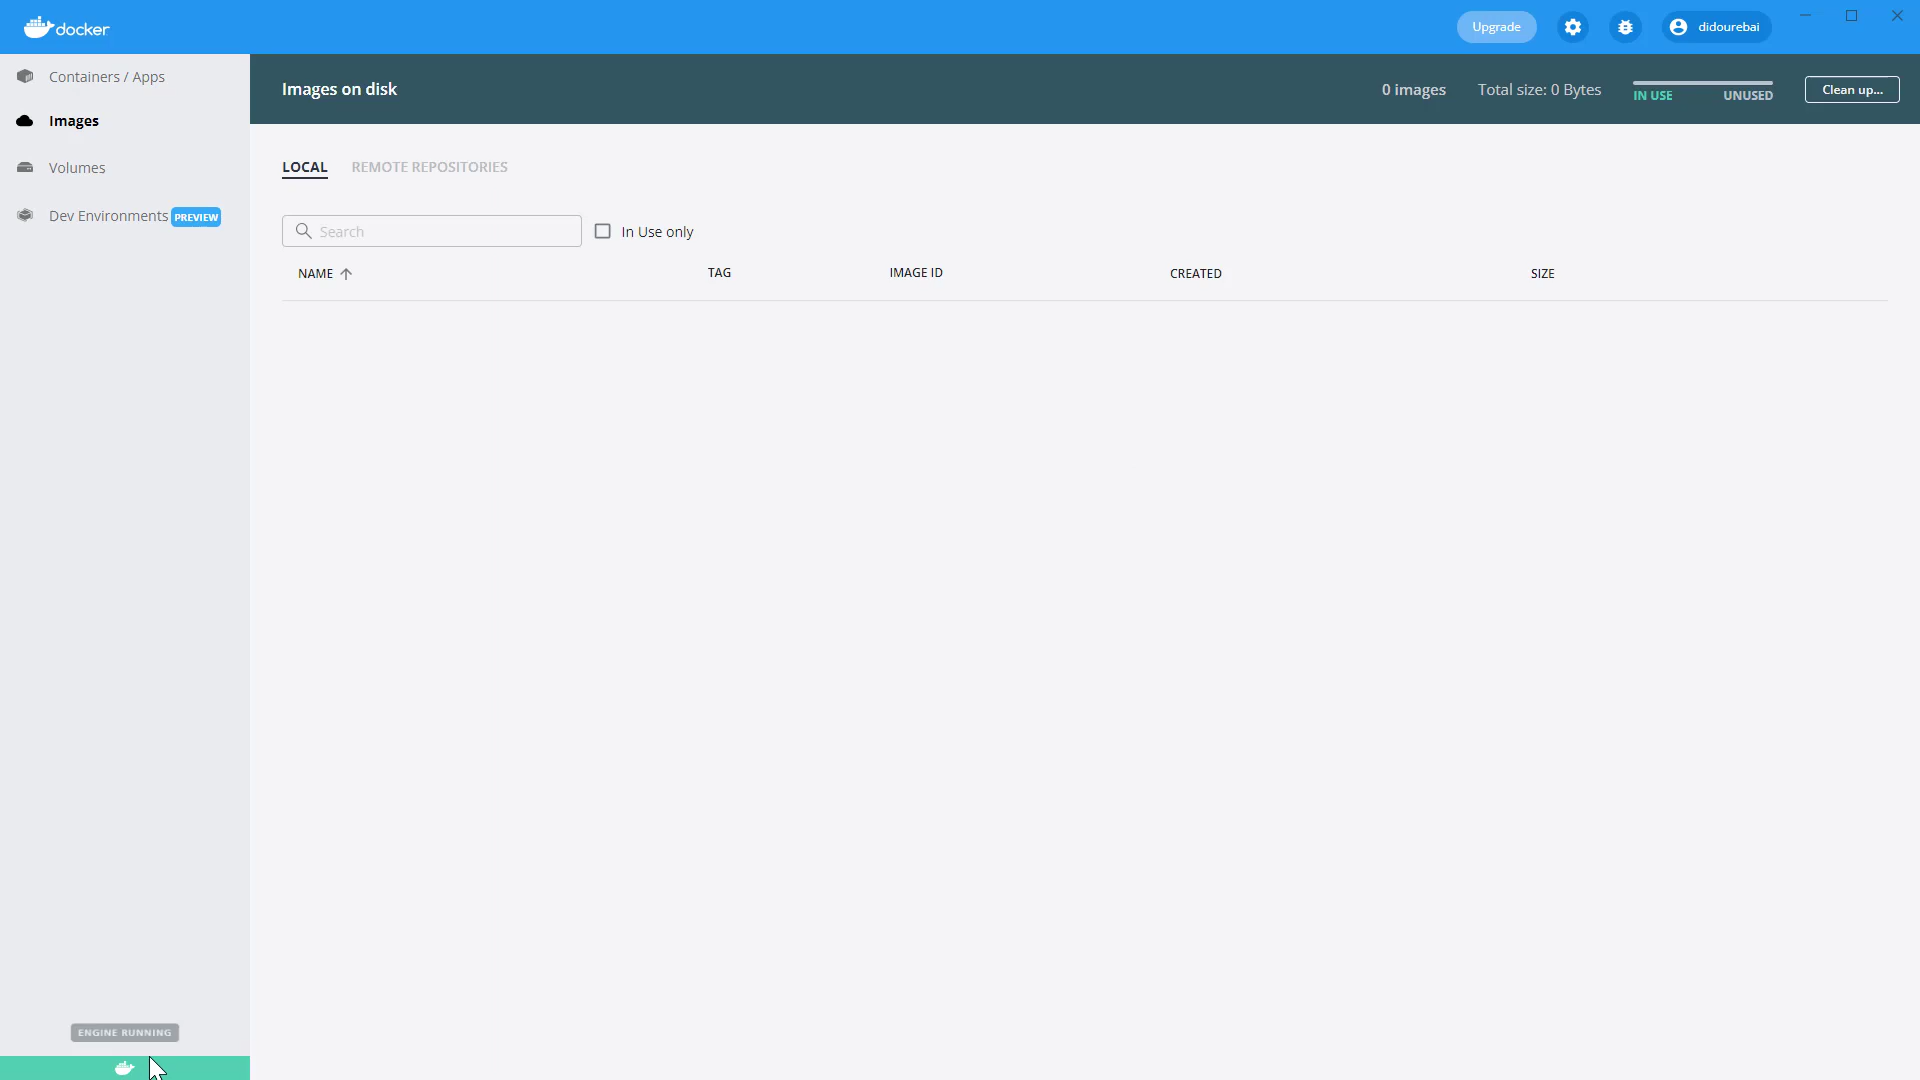 docker
Upgrade
didourebai
Containers / Apps
Images
Volumes
Dev Environments PREVIEW
ENGINE RUNNING
Images on disk
0 images
Total size: 0 Bytes
IN USE
UNUSED
Clean up...
LOCAL
REMOTE REPOSITORIES
Search
In Use only
NAME
TAG
IMAGE ID
CREATED
SIZE